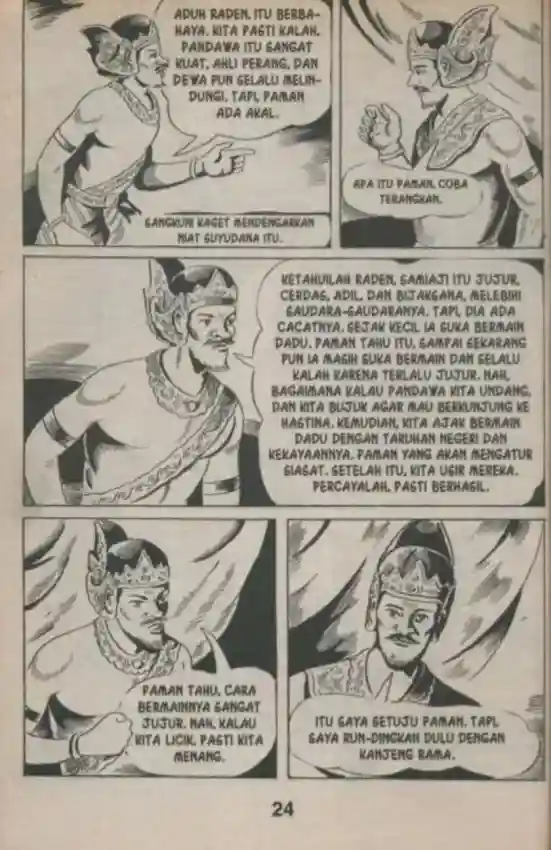 ADUH RADEN, ITU BERBA-
HAYA. KITA PASTI KALAH.
PANDAWA ITU SANGAT
KUAT, AHLI PERANG, DAN
DEWA PUN SELALU MELIN-
DUNGI. TAPI, PAMAN
ADA AKAL.
SANGKUNI KAGET MENDENGARKAN
NIAT SUYUDANA ITU.
APA ITU PAMAN, COBA
TERANGKAN.
KETAHUILAH RADEN, SAMIAJI ITU JUJUR,
CERDAS, ADIL, DAN BIJAKSANA, MELEBIHI
SAUDARA-SAUDARANYA. TAPI, DIA ADA
CACATNYA. SEJAK KECIL IA SUKA BERMAIN
DADU. PAMAN TAHU ITU. SAMPAI SEKARANG
PUN IA MASIH SUKA BERMAIN DAN SELALU
KALAH KARENA TERLALU JUJUR. NAH,
BAGAIMANA KALAU PANDAWA KITA UNDANG,
DAN KITA BUJUK AGAR MAU BERKUNJUNG KE
HASTINA. KEMUDIAN, KITA AJAK BERMAIN
DADU DENGAN TARUHAN NEGERI DAN
KEKAYAANNYA. PAMAN YANG AKAN MENGATUR
SIASAT. SETELAH ITU, KITA USIR MEREKA.
PERCAYALAH, PASTI BERHASIL.
PAMAN TAHU, CARA
BERMAINNYA SANGAT
JUJUR. NAH, KALAU
KITA LICIK, PASTI KITA
MENANG.
ITU SAYA SETUJU PAMAN. TAPI,
SAYA RUN-DINGKAN DULU DENGAN
KANJENG RAMA.
24